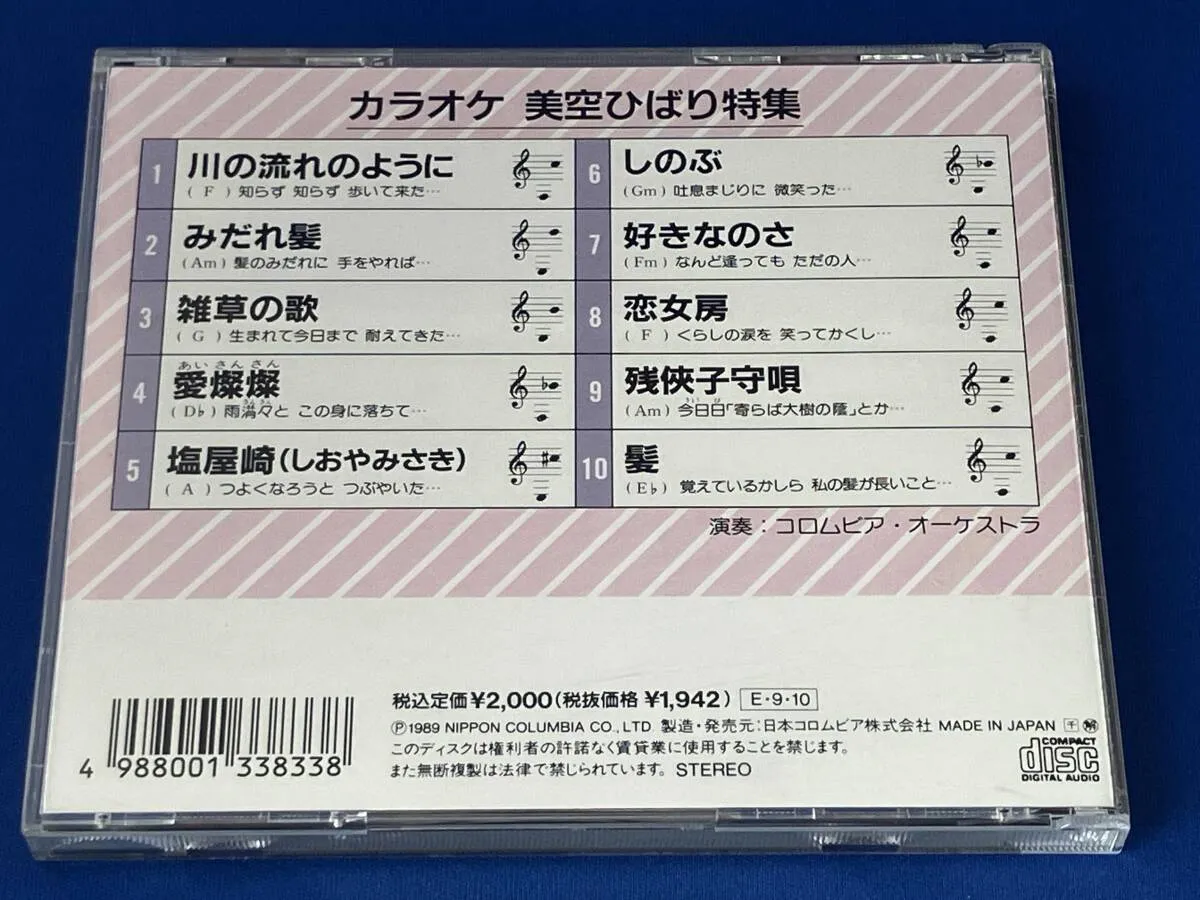 カラオケ 美空ひばり特集
1 川の流れのように
(F) 知らず 知らず 歩いて来た…
2 みだれ髪
(Am) 髪のみだれに 手をやれば…
3 雑草の歌
(G) 生まれて今日まで 耐えてきた…
あい さん さん
4 愛燦燦
さんさん
(D♭) 雨潸々と この身に落ちて…
5 塩屋崎(しおやみさき)
(A) つよくなろうと つぶやいた…
6 しのぶ
(Gm) 吐息まじりに 微笑った…
7 好きなのさ
(Fm) なんど逢っても ただの人…
8 恋女房
(F) くらしの涙を 笑ってかくし…
9 残侠子守唄
(Am) 今日日「寄らば大樹の蔭」とか…
10 髪
(E♭) 覚えているかしら 私の髪が長いこと…
演奏:コロムビア・オーケストラ
税込定価¥2,000(税抜価格 ¥1,942) E・9・10
Ⓟ1989 NIPPON COLUMBIA CO., LTD. 製造・発売元:日本コロムビア株式会社 MADE IN JAPAN
このディスクは権利者の許諾なく賃貸業に使用することを禁じます。
また無断複製は法律で禁じられています。 STEREO
4 988001 338338
COMPACT
disc
DIGITAL AUDIO